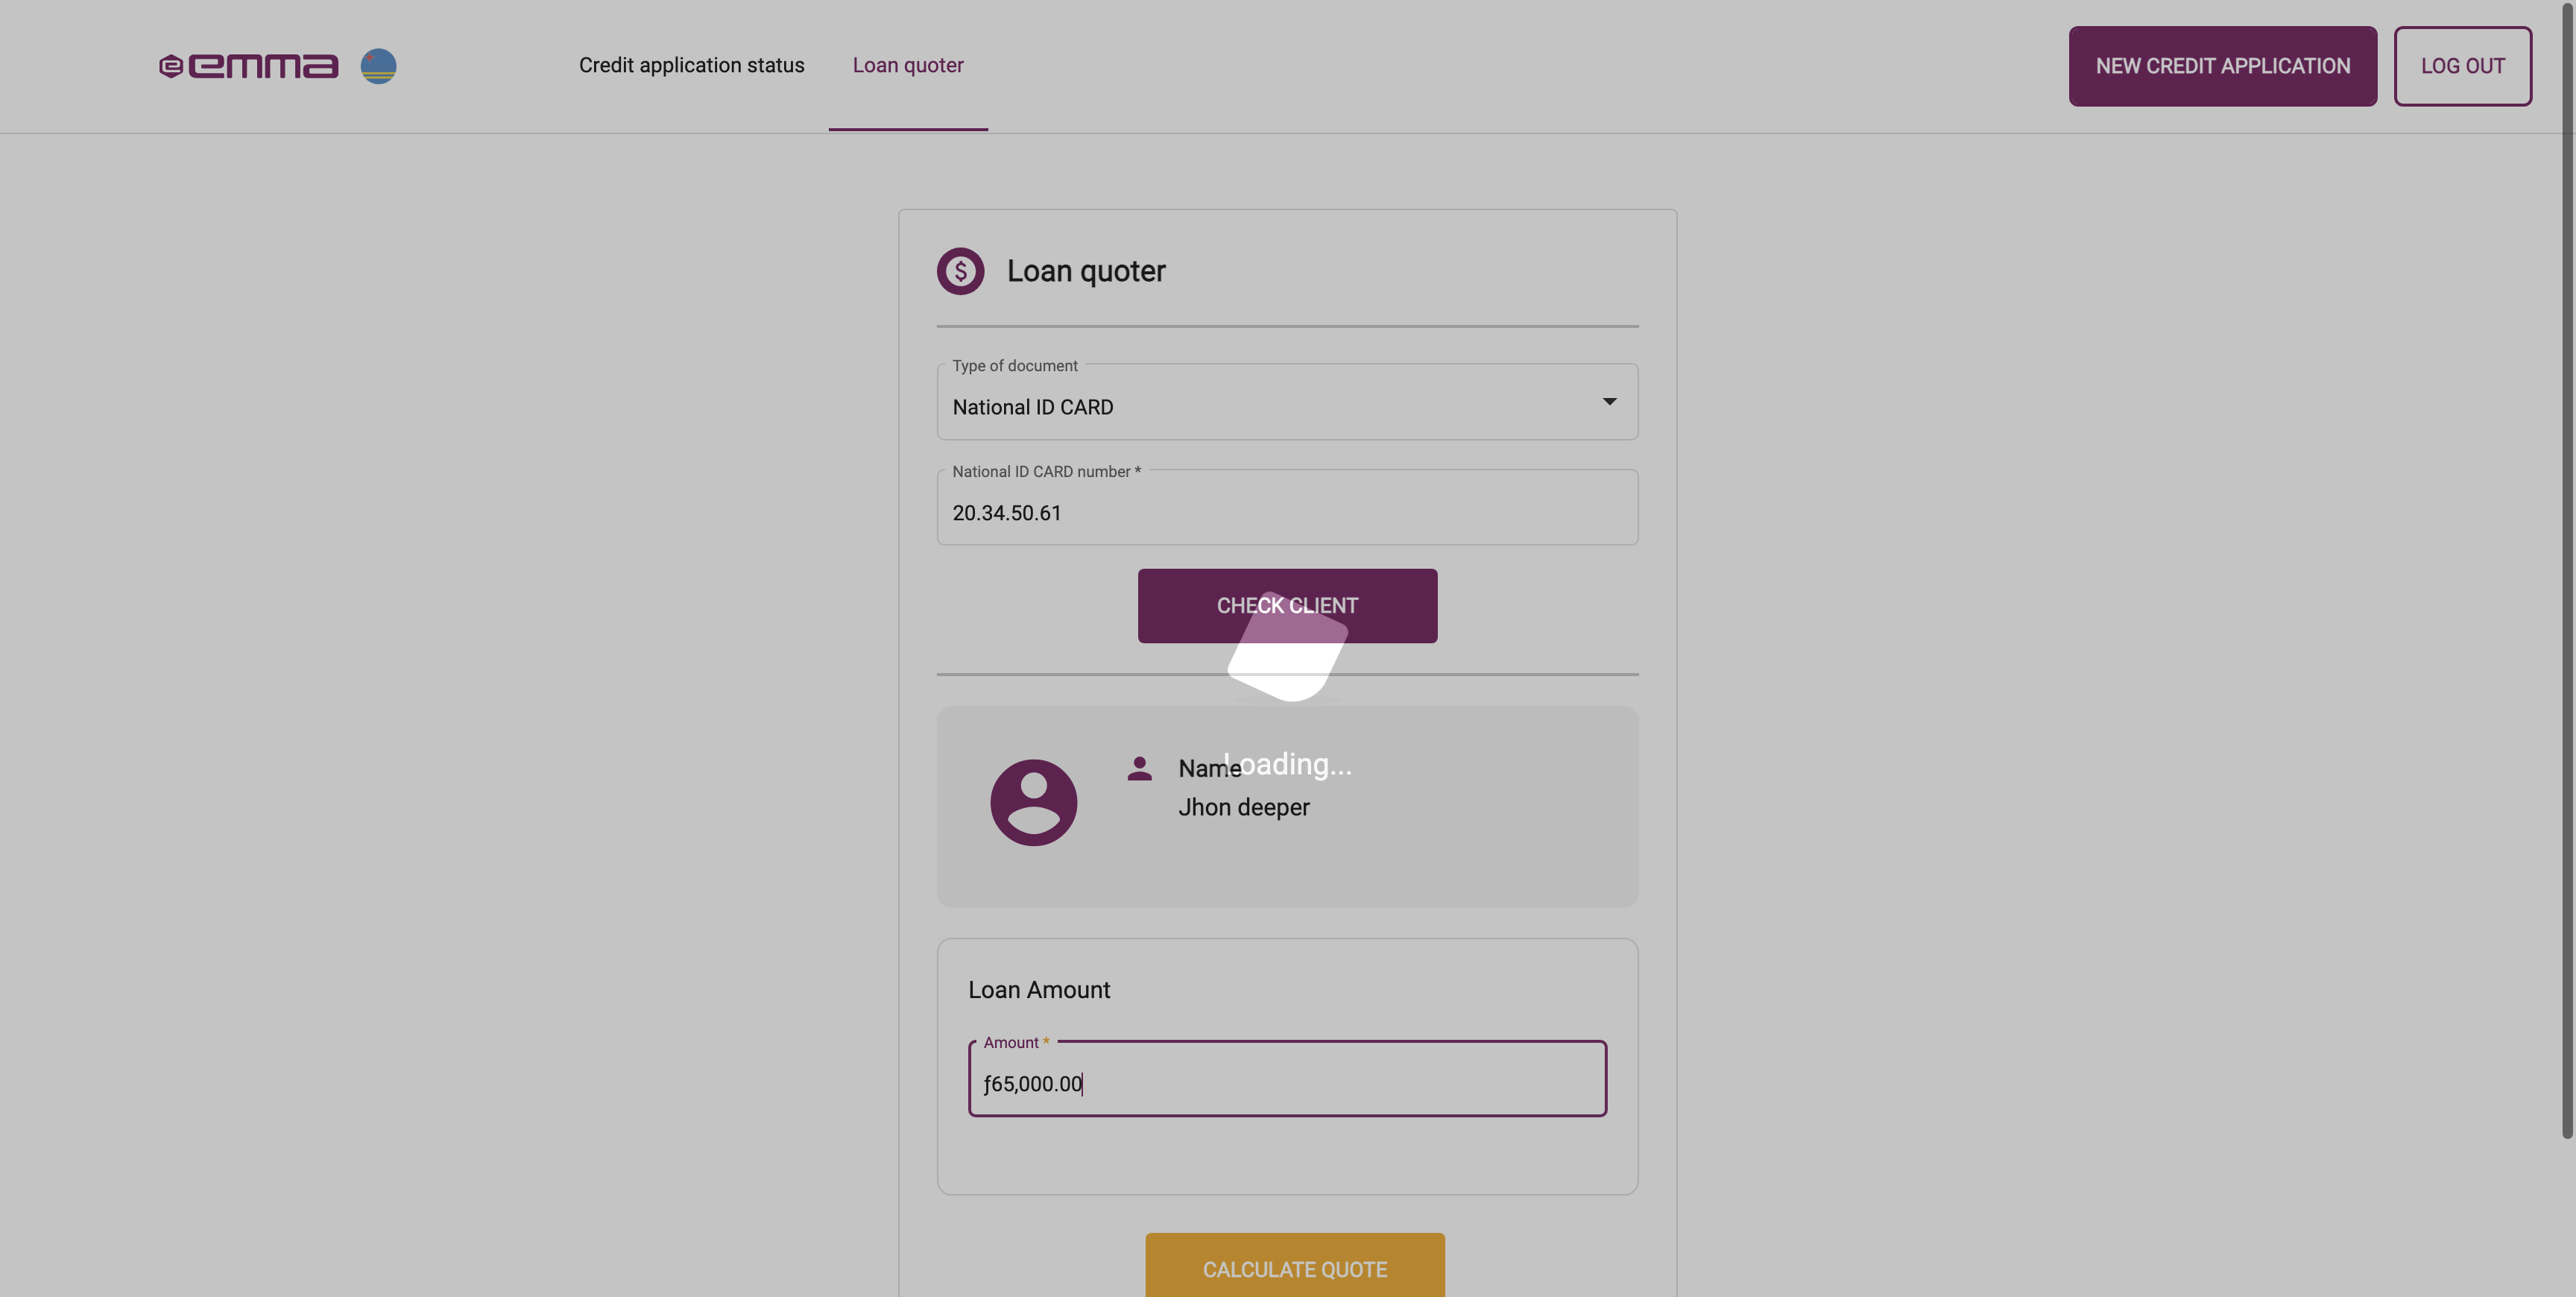 emma
Credit application status
Loan quoter
NEW CREDIT APPLICATION
LOG OUT
$
Loan quoter
Type of document
National ID CARD
National ID CARD number *
20.34.50.61
CHECK CLIENT
Name
Loading...
Jhon deeper
Loan Amount
Amount *
ƒ65,000.00
CALCULATE QUOTE